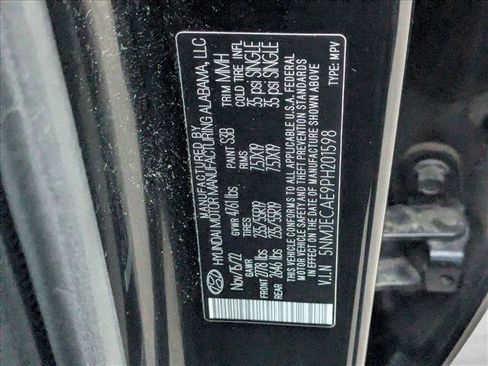 MANUFACTURED BY
HYUNDAI MOTOR MANUFACTURING ALABAMA, LLC
Nov/15/22 GVWR 4761 lbs PAINT S3B TRIM MMH
GAWR TIRES RIMS COLD TIRE INFL
FRONT 2778 lbs 235/55R19 7.5JX19 35 psi SINGLE
REAR 2646 lbs 235/55R19 7.5JX19 35 psi SINGLE
THIS VEHICLE CONFORMS TO ALL APPLICABLE U.S.A. FEDERAL
MOTOR VEHICLE SAFETY AND THEFT PREVENTION STANDARDS
IN EFFECT ON THE DATE OF MANUFACTURE SHOWN ABOVE
V.I.N 5NMJECAE9PH201598 TYPE: MPV